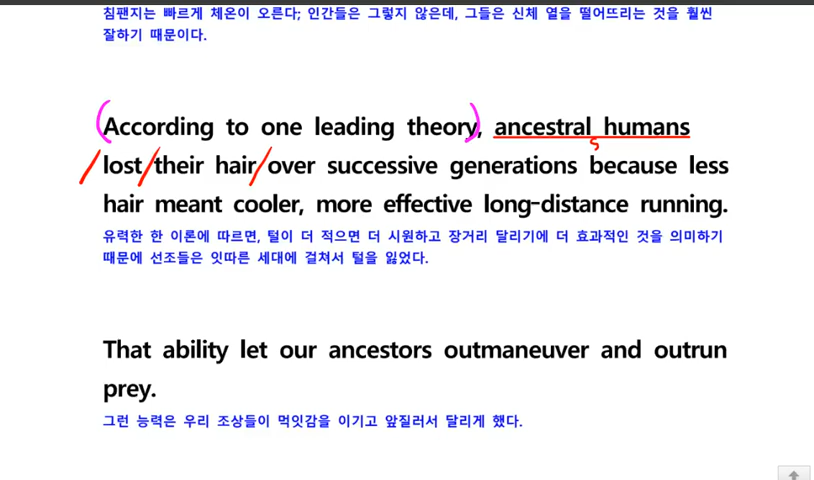 침팬지는 빠르게 체온이 오른다; 인간들은 그렇지 않은데, 그들은 신체 열을 떨어뜨리는 것을 훨씬
잘하기 때문이다.
(According to one leading theory), ancestral humans
s
/lost/their hair/over successive generations because less
hair meant cooler, more effective long-distance running.
유력한 한 이론에 따르면, 털이 더 적으면 더 시원하고 장거리 달리기에 더 효과적인 것을 의미하기
때문에 선조들은 잇따른 세대에 걸쳐서 털을 잃었다.
That ability let our ancestors outmaneuver and outrun
prey.
그런 능력은 우리 조상들이 먹잇감을 이기고 앞질러서 달리게 했다.